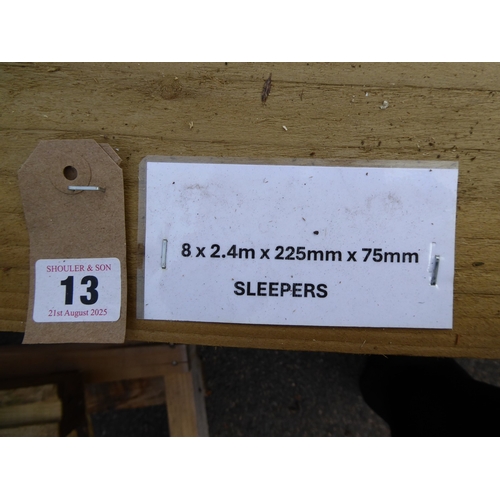 SHOULER & SON
13
21st August 2025
8 x 2.4m x 225mm x 75mm
SLEEPERS